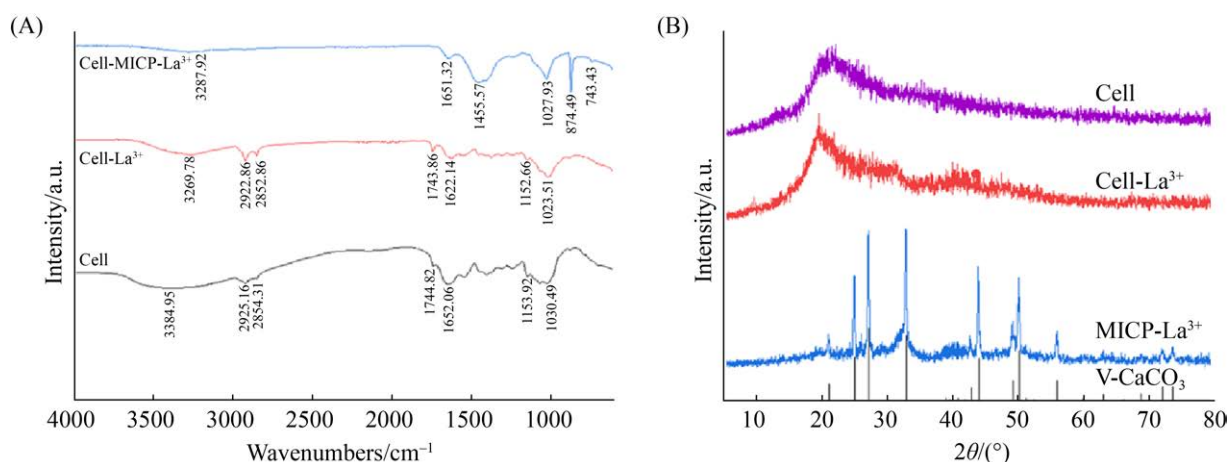 (A)
Intensity/a.u.
Cell-MICP-La³⁺
3287.92
1651.32
1455.57
1027.93
874.49
743.43
Cell-La³⁺
3269.78
2922.86
2852.86
1743.86
1622.14
1152.66
1023.51
Cell
3384.95
2925.16
2854.31
1744.82
1652.06
1153.92
1030.49
4000 3500 3000 2500 2000 1500 1000
Wavenumbers/cm⁻¹
(B)
Intensity/a.u.
Cell
Cell-La³⁺
MICP-La³⁺
V-CaCO₃
10 20 30 40 50 60 70 80
2θ/(°)